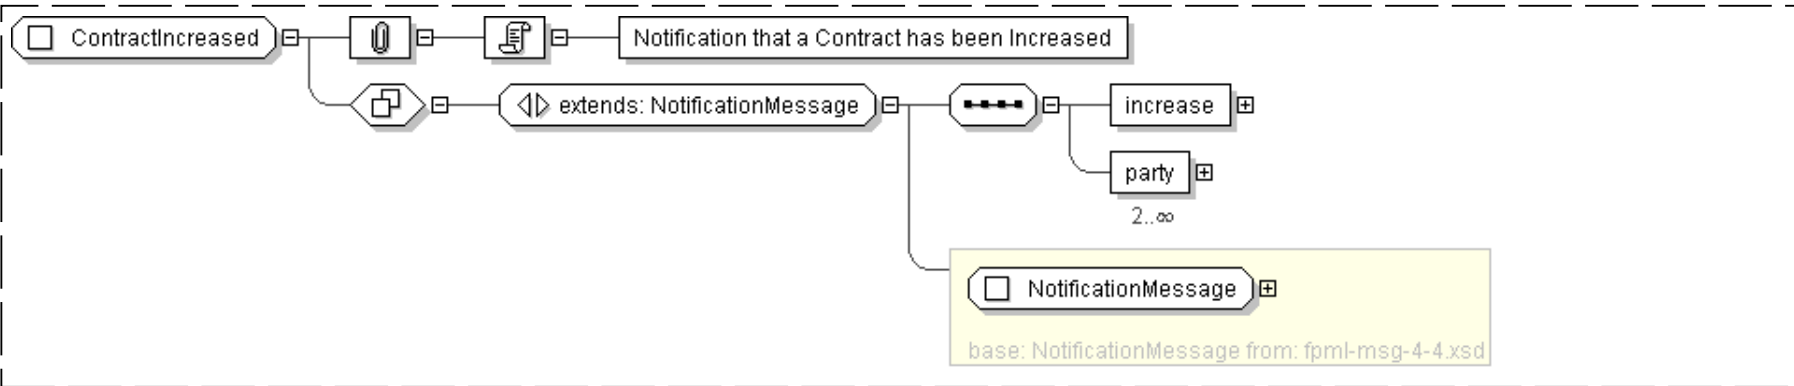 ContractIncreased
Notification that a Contract has been Increased
extends: NotificationMessage
increase
party
2..∞
NotificationMessage
base: NotificationMessage from: fpml-msg-4-4.xsd